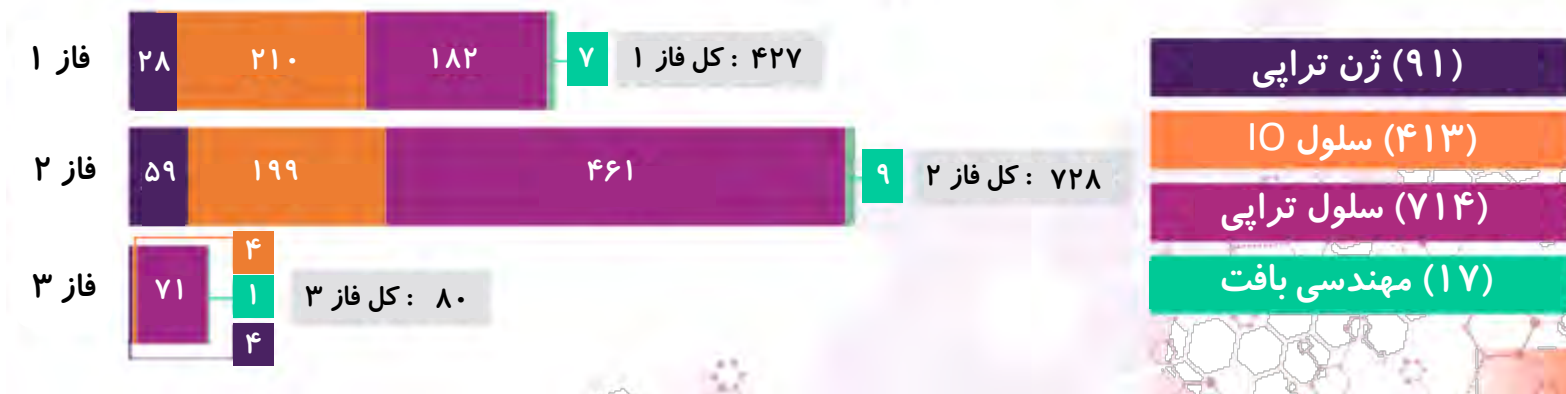 فاز ۱
۲۸
۲۱۰
۱۸۲
۷
کل فاز ۱ : ۴۲۷
فاز ۲
۵۹
۱۹۹
۴۶۱
۹
کل فاز ۲ : ۷۲۸
فاز ۳
۷۱
۴
۱
۴
کل فاز ۳ : ۸۰
(۹۱) ژن تراپی
(۴۱۳) سلول IO
(۷۱۴) سلول تراپی
(۱۷) مهندسی بافت